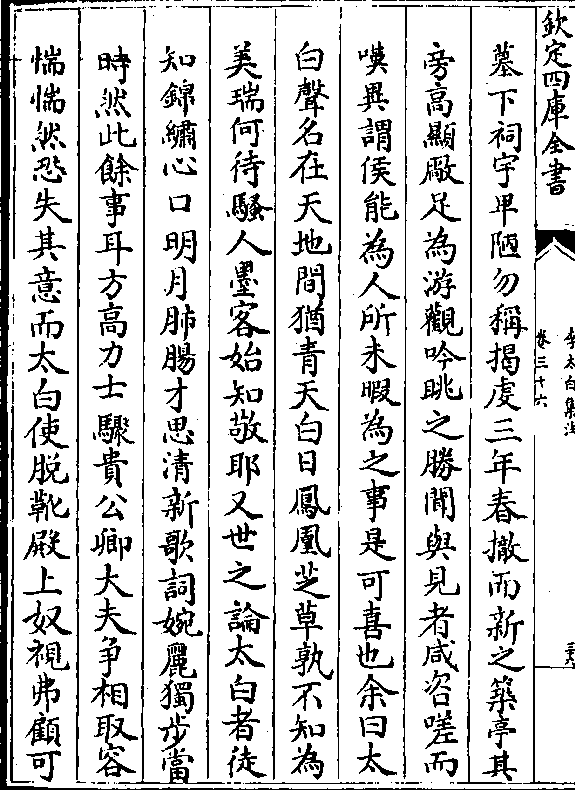 欽定四庫全書
李太白集注
卷三十六
墓下祠宇卑陋勿稱揭䖍三年春撤而新之築亭其
旁高顯厰足為游觀吟眺之勝聞與見者咸咨嗟而
嘆異謂侯能為人所未暇為之事是可喜也余曰太
白聲名在天地間猶青天白日鳳凰芝草孰不知為
美瑞何待騷人墨客始知敬耶又世之論太白者徒
知錦繡心口明月肺腸才思清新歌詞婉麗獨步當
時然此餘事耳方高力士驟貴公卿大夫争相取容
惴惴然恐失其意而太白使脱靴殿上奴視弗顧可